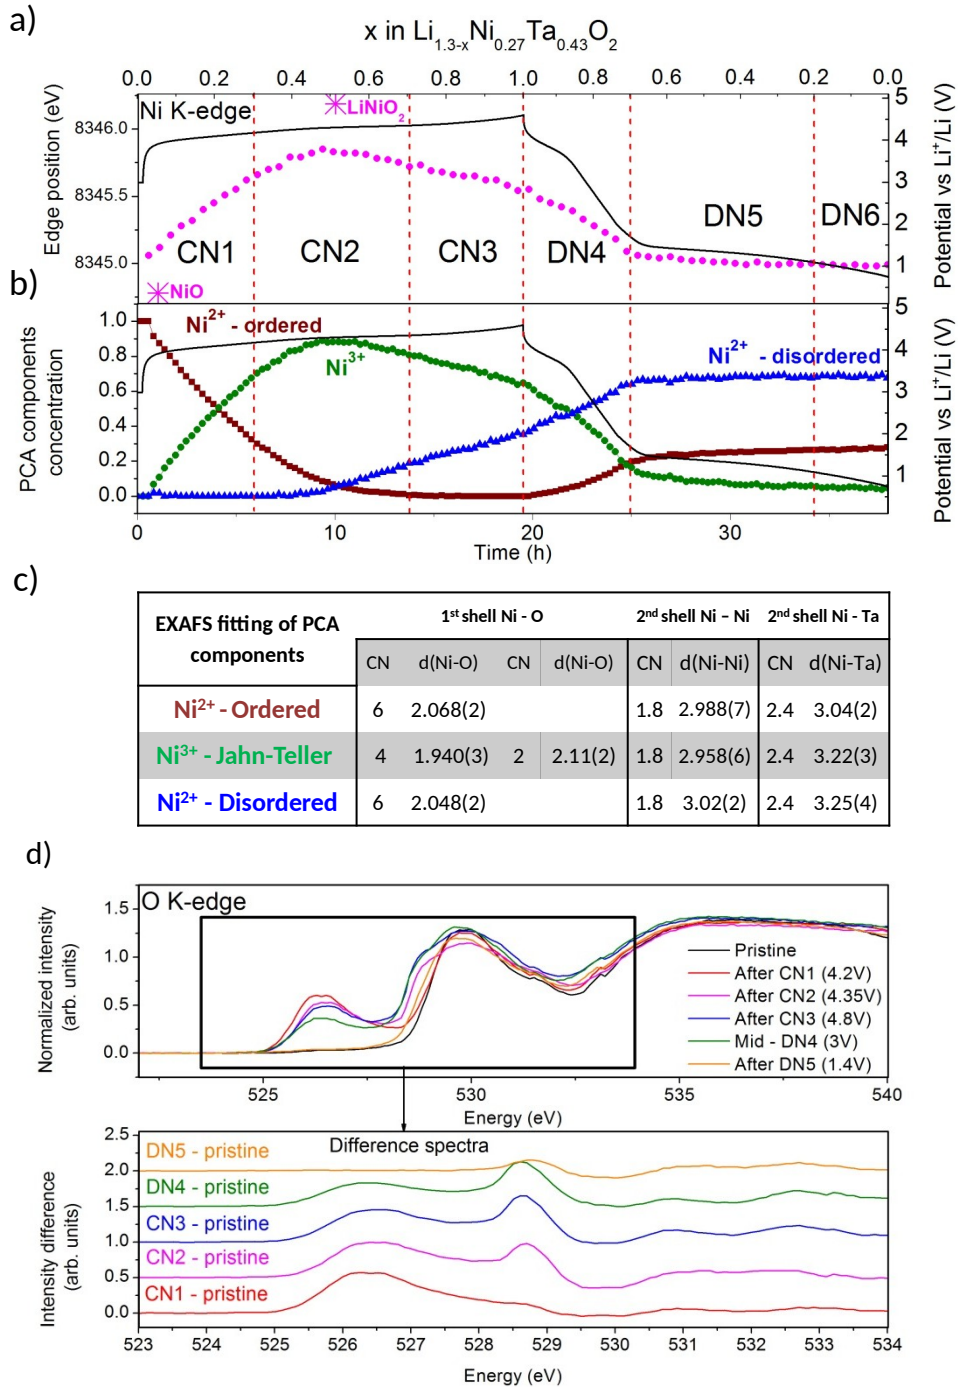 a)
x in Li1.3-xNi0.27Ta0.43O2
0.0 0.2 0.4 0.6 0.8 1.0 0.8 0.6 0.4 0.2 0.0
Ni K-edge
LiNiO2
NiO
CN1 CN2 CN3 DN4 DN5 DN6
Edge position (eV)
8346.0
8345.5
8345.0
Potential vs Li+/Li (V)
5
4
3
2
1
b)
Ni2+ - ordered
Ni3+
Ni2+ - disordered
PCA components
concentration
1.0
0.8
0.6
0.4
0.2
0.0
Potential vs Li+/Li (V)
5
4
3
2
1
0 10 20 30
Time (h)
c)
EXAFS fitting of PCA
components
1st shell Ni - O 2nd shell Ni – Ni 2nd shell Ni - Ta
CN d(Ni-O) CN d(Ni-O) CN d(Ni-Ni) CN d(Ni-Ta)
Ni2+ - Ordered 6 2.068(2) 1.8 2.988(7) 2.4 3.04(2)
Ni3+ - Jahn-Teller 4 1.940(3) 2 2.11(2) 1.8 2.958(6) 2.4 3.22(3)
Ni2+ - Disordered 6 2.048(2) 1.8 3.02(2) 2.4 3.25(4)
d)
O K-edge
Normalized intensity
(arb. units)
1.5
1.0
0.5
0.0
Pristine
After CN1 (4.2V)
After CN2 (4.35V)
After CN3 (4.8V)
Mid - DN4 (3V)
After DN5 (1.4V)
525 530 535 540
Energy (eV)
Difference spectra
Intensity difference
(arb. units)
2.5
2.0
1.5
1.0
0.5
0.0
DN5 - pristine
DN4 - pristine
CN3 - pristine
CN2 - pristine
CN1 - pristine
523 524 525 526 527 528 529 530 531 532 533 534
Energy (eV)